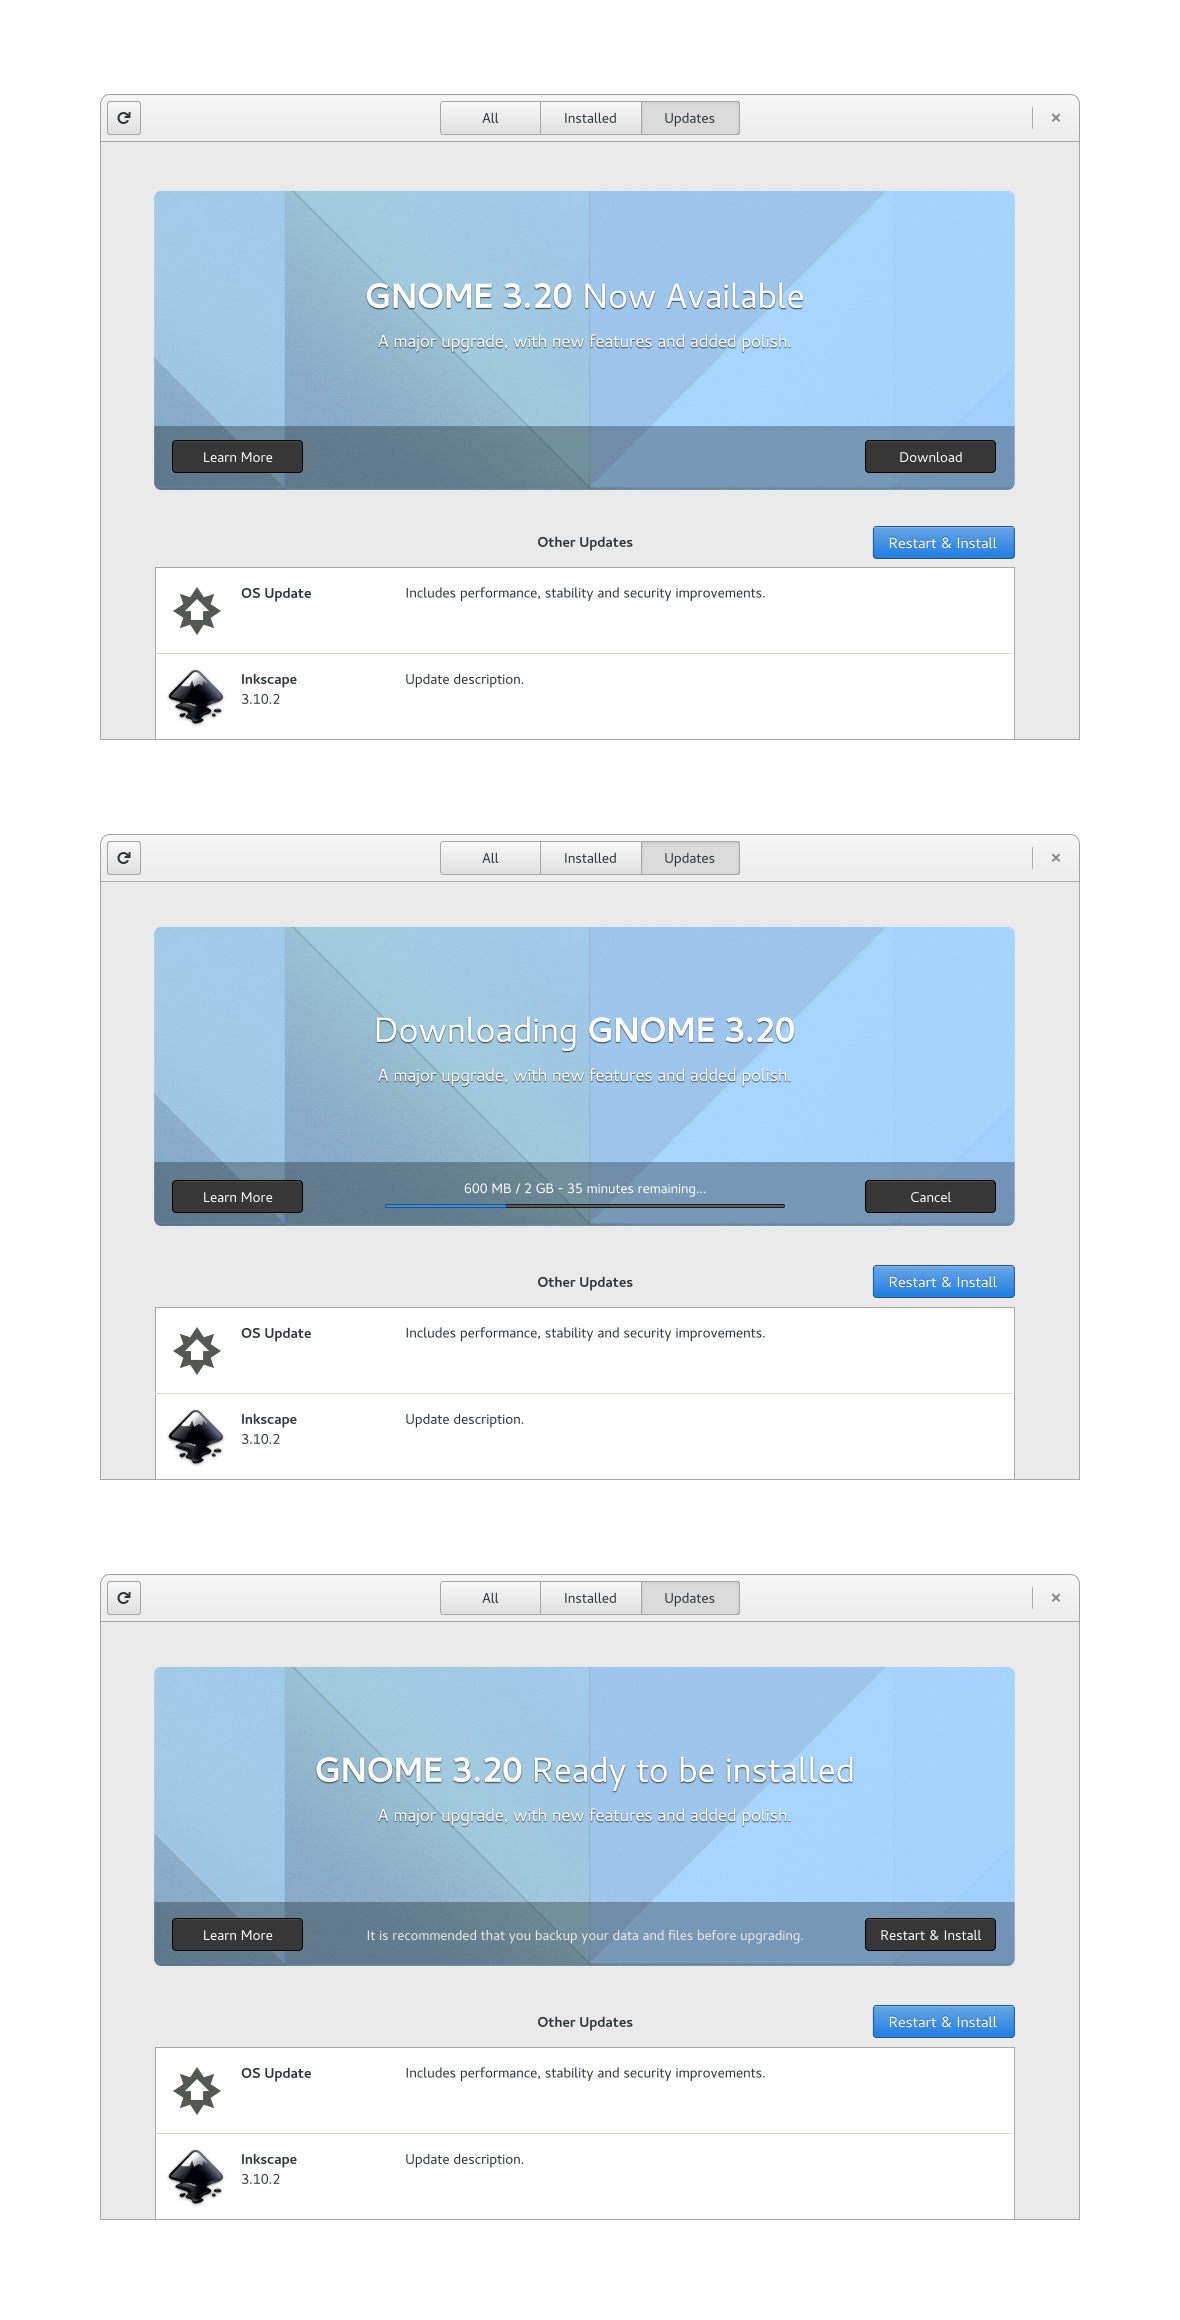 All Installed Updates
GNOME 3.20 Now Available
A major upgrade, with new features and added polish.
Learn More Download
Other Updates Restart & Install
OS Update Includes performance, stability and security improvements.
Inkscape Update description.
3.10.2
All Installed Updates
Downloading GNOME 3.20
A major upgrade, with new features and added polish.
600 MB / 2 GB - 35 minutes remaining...
Learn More Cancel
Other Updates Restart & Install
OS Update Includes performance, stability and security improvements.
Inkscape Update description.
3.10.2
All Installed Updates
GNOME 3.20 Ready to be installed
A major upgrade, with new features and added polish.
Learn More It is recommended that you backup your data and files before upgrading. Restart & Install
Other Updates Restart & Install
OS Update Includes performance, stability and security improvements.
Inkscape Update description.
3.10.2